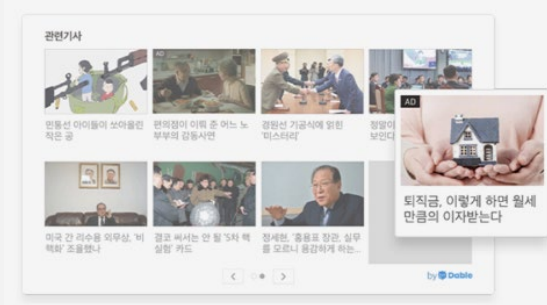 관련기사
AD
민통선 아이들이 쏘아올린
작은 공
편의점이 이뤄 준 어느 노
부부의 감동사연
경원선 기공식에 얽힌
'미스터리'
정말이
보인다
AD
퇴직금, 이렇게 하면 월세
만큼의 이자받는다
미국 간 리수용 외무상, '비
핵화' 조율했나
결코 써서는 안 될 '5차 핵
실험' 카드
정세현, "홍용표 장관, 실무
를 모르니 용감하게 하는...
by Dable